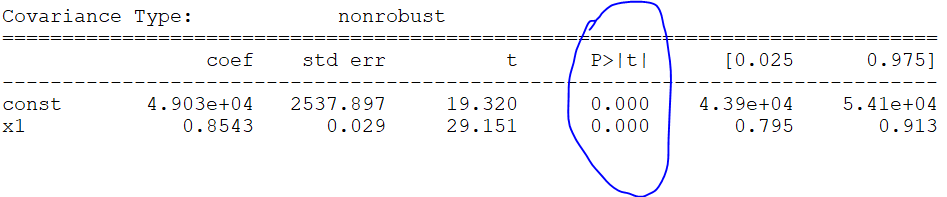 Covariance Type: nonrobust
==============================================================================
coef std err t P>|t| [0.025 0.975]
------------------------------------------------------------------------------
const 4.903e+04 2537.897 19.320 0.000 4.39e+04 5.41e+04
x1 0.8543 0.029 29.151 0.000 0.795 0.913